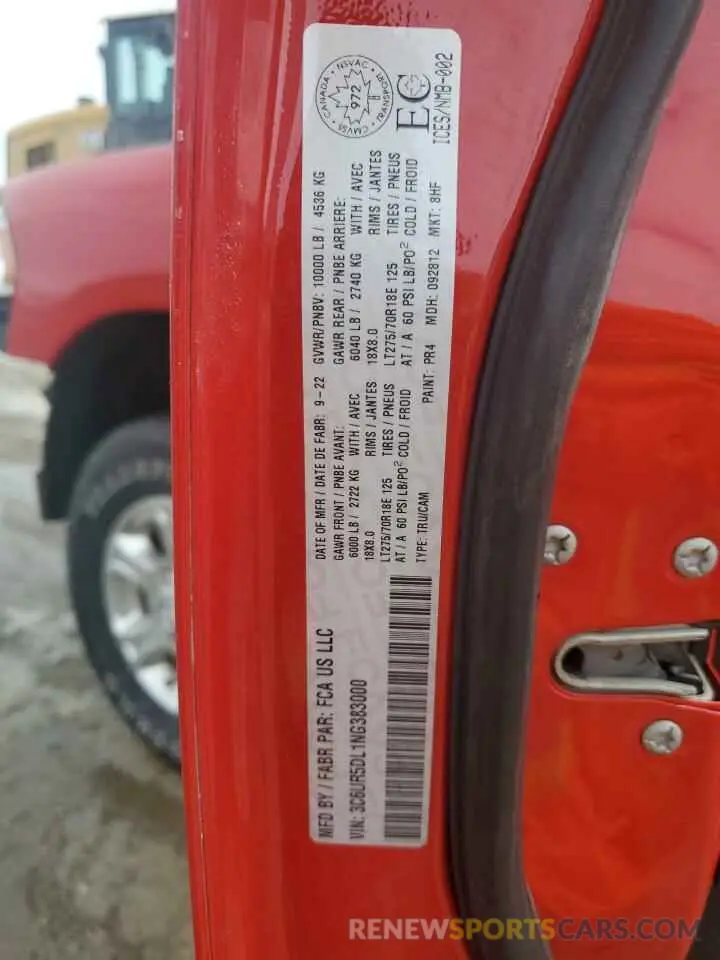 MFD BY / FABR PAR: FCA US LLC
DATE OF MFR / DATE DE FABR: 9-22
GVWR/PNBV: 10000 LB / 4536 KG
GAWR FRONT / PNBE AVANT:
6000 LB / 2722 KG WITH / AVEC
18X8.0 RIMS / JANTES
LT275/70R18E 125 TIRES / PNEUS
AT / A 60 PSI LB/PO² COLD / FROID
GAWR REAR / PNBE ARRIERE:
6040 LB / 2740 KG WITH / AVEC
18X8.0 RIMS / JANTES
LT275/70R18E 125 TIRES / PNEUS
AT / A 60 PSI LB/PO² COLD / FROID
VIN: 3C6UR5DL1NG383000
TYPE: TRU/CAM
PAINT: PR4
MDH: 092812
MKT: 8HF
CANADA NSVAC TRANSPORT CMVSS
972
EC
ICES/NMB-002
RENEWSPORTSCARS.COM